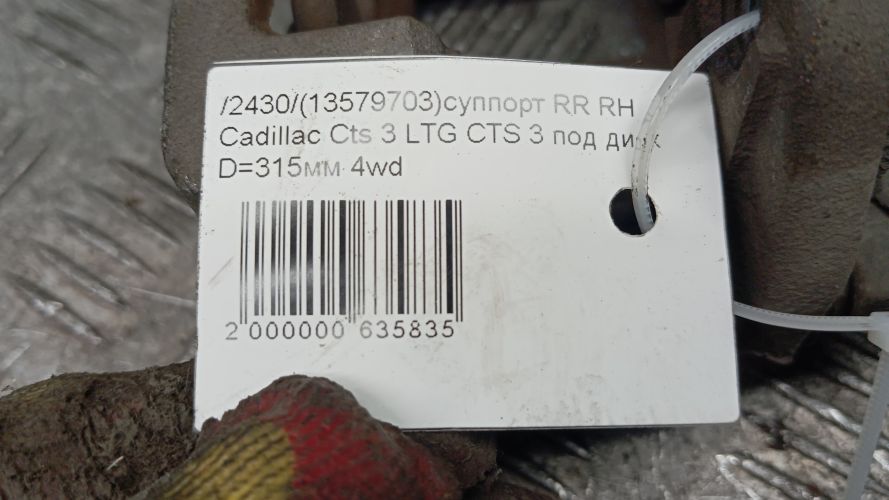 /2430/(13579703)суппорт RR RH
Cadillac Cts 3 LTG CTS 3 под диск
D=315мм 4wd
2 000000 635835